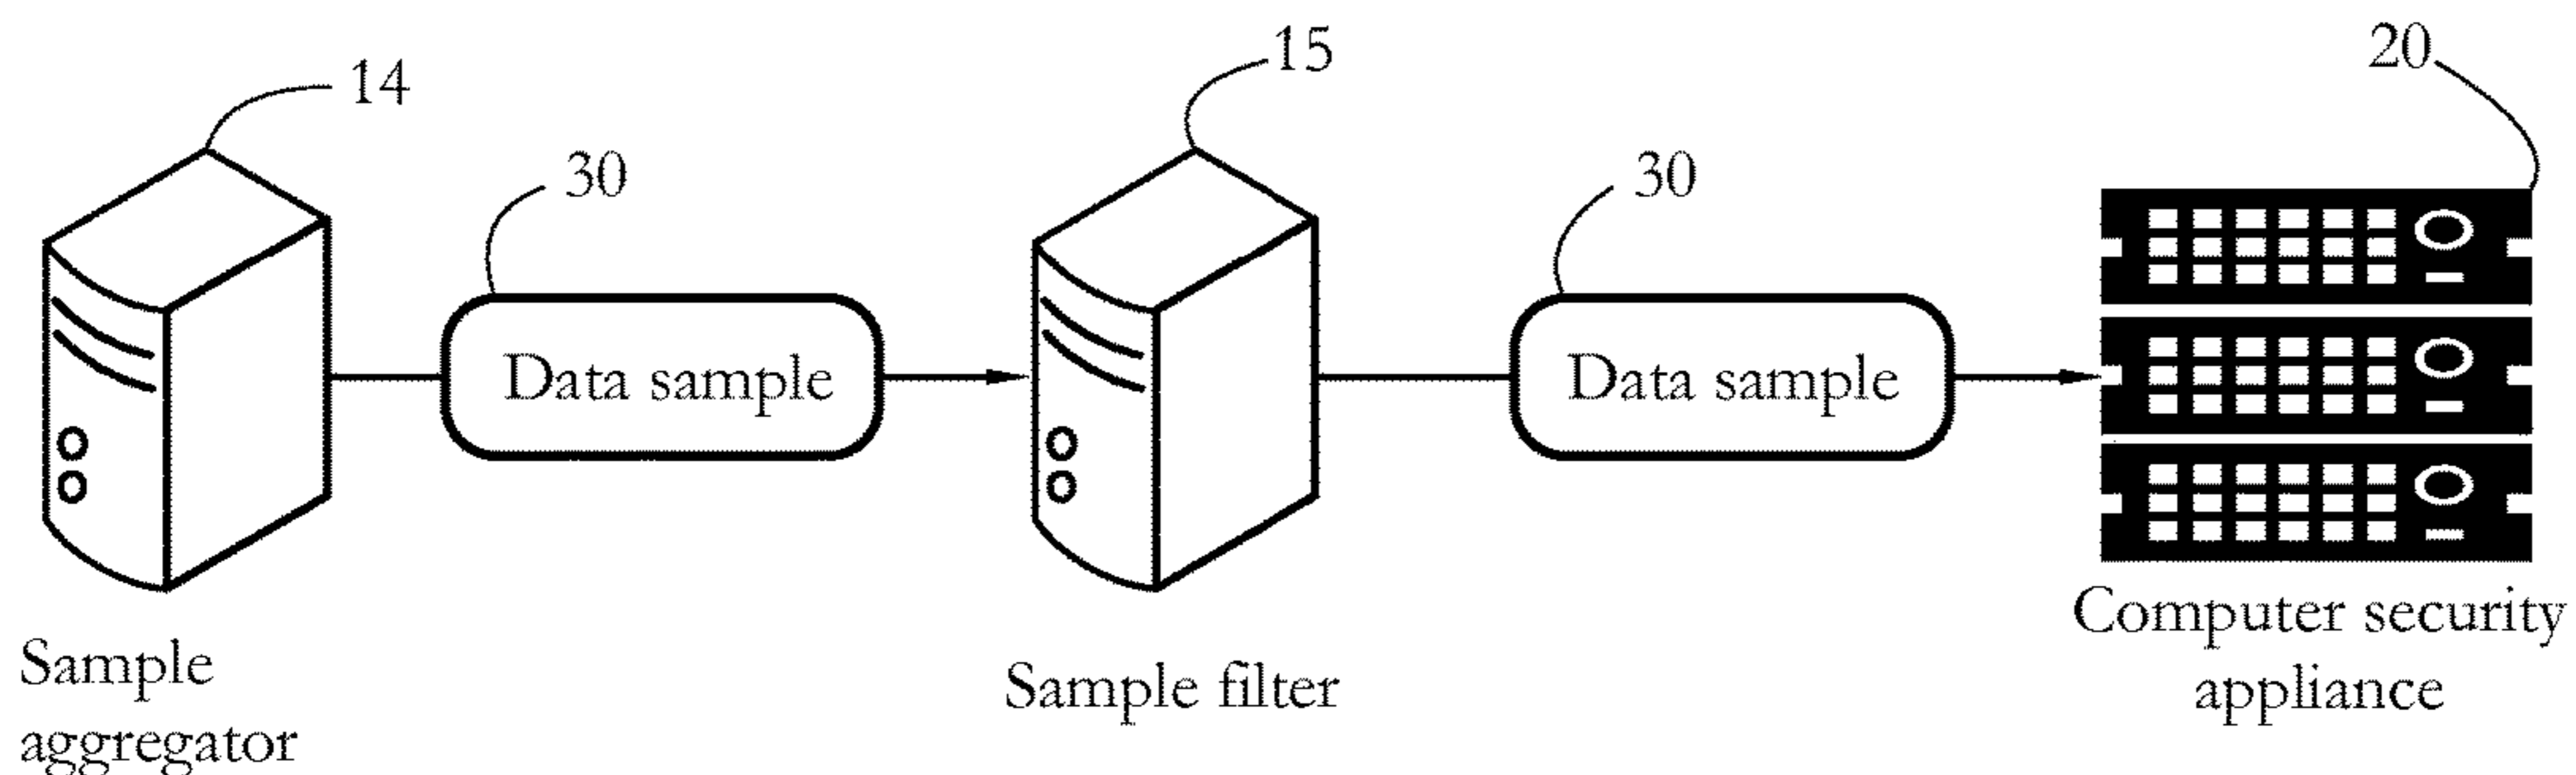 14
30
Data sample
15
30
Data sample
20
Sample
aggregator
Sample filter
Computer security
appliance